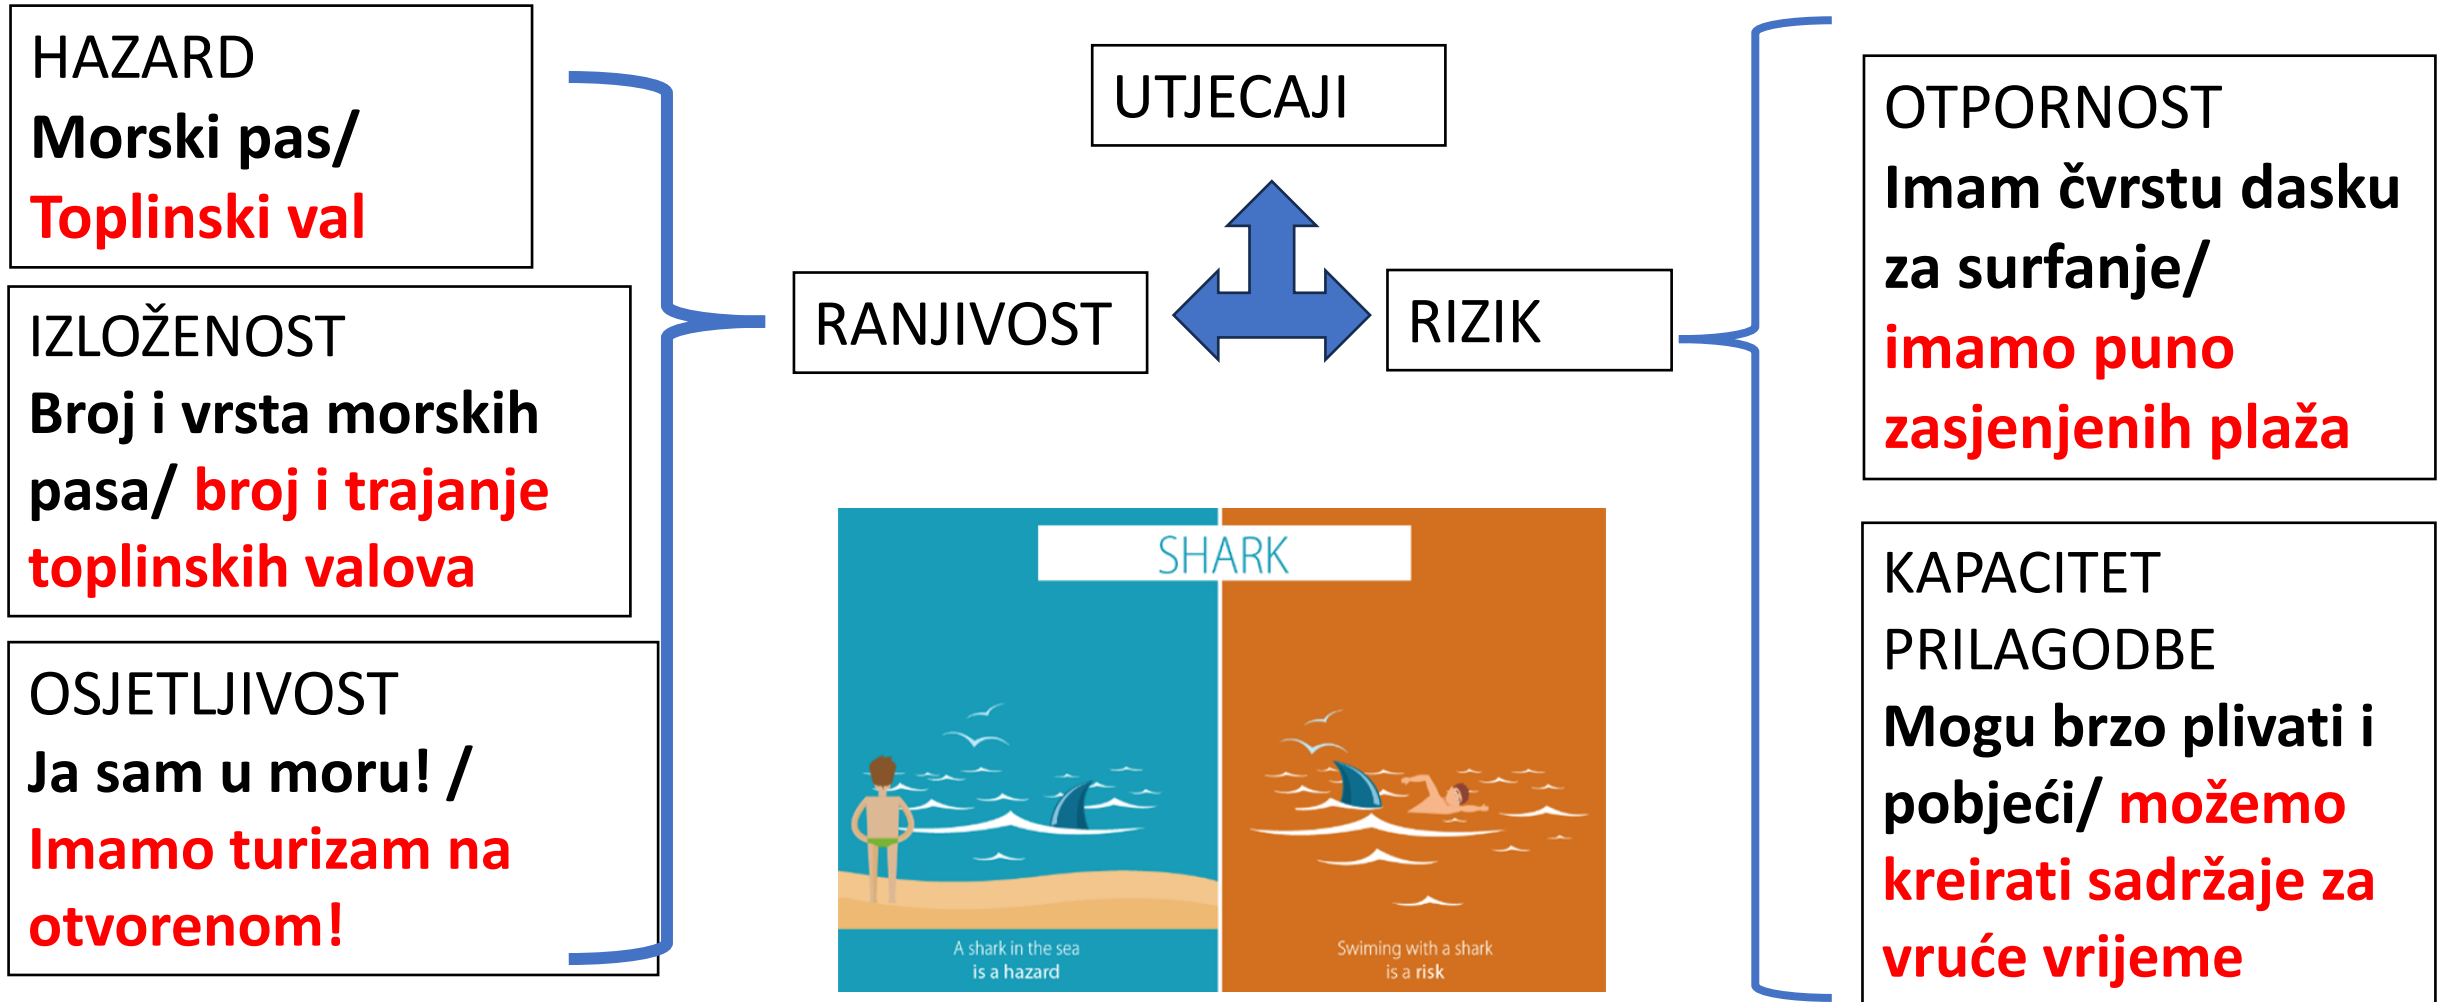 HAZARD
Morski pas/
Toplinski val
IZLOŽENOST
Broj i vrsta morskih
pasa/ broj i trajanje
toplinskih valova
OSJETLJIVOST
Ja sam u moru! /
Imamo turizam na
otvorenom!
UTJECAJI
RANJIVOST
RIZIK
SHARK
A shark in the sea
is a hazard
Swiming with a shark
is a risk
OTPORNOST
Imam čvrstu dasku
za surfanje/
imamo puno
zasjenjenih plaža
KAPACITET
PRILAGODBE
Mogu brzo plivati i
pobjeći/ možemo
kreirati sadržaje za
vruće vrijeme